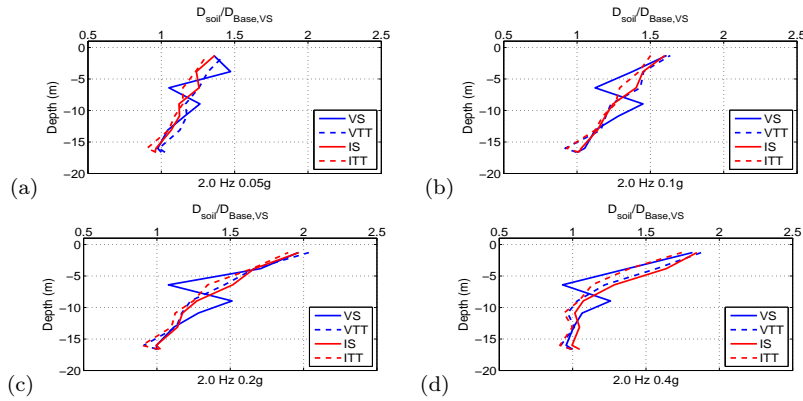 D_soil/D_Base,VS
0.5 1 1.5 2 2.5
0
−5
−10
−15
−20
Depth (m)
VS
VTT
IS
ITT
(a)
2.0 Hz 0.05g
D_soil/D_Base,VS
0.5 1 1.5 2 2.5
0
−5
−10
−15
−20
Depth (m)
VS
VTT
IS
ITT
(b)
2.0 Hz 0.1g
D_soil/D_Base,VS
0.5 1 1.5 2 2.5
0
−5
−10
−15
−20
Depth (m)
VS
VTT
IS
ITT
(c)
2.0 Hz 0.2g
D_soil/D_Base,VS
0.5 1 1.5 2 2.5
0
−5
−10
−15
−20
Depth (m)
VS
VTT
IS
ITT
(d)
2.0 Hz 0.4g